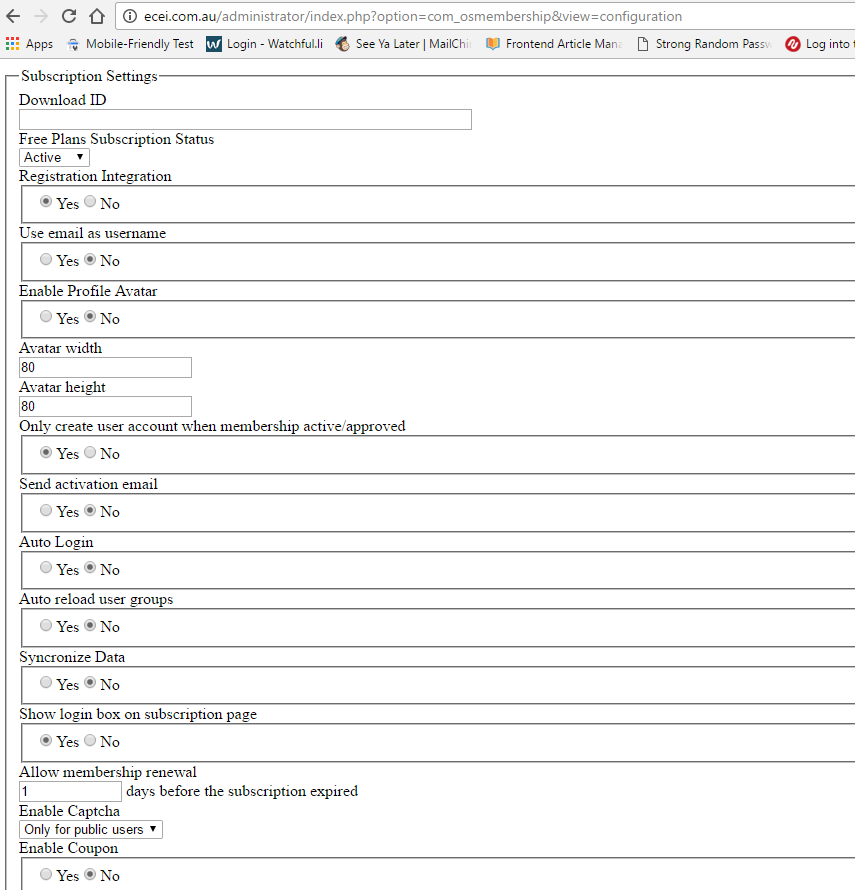 ecei.com.au/administrator/index.php?option=com_osmembership&view=configuration
Apps Mobile-Friendly Test Login - Watchful.li See Ya Later | MailChi Frontend Article Mana Strong Random Passw Log into
Subscription Settings
Download ID
Free Plans Subscription Status
Active
Registration Integration
Yes No
Use email as username
Yes No
Enable Profile Avatar
Yes No
Avatar width
80
Avatar height
80
Only create user account when membership active/approved
Yes No
Send activation email
Yes No
Auto Login
Yes No
Auto reload user groups
Yes No
Syncronize Data
Yes No
Show login box on subscription page
Yes No
Allow membership renewal
1 days before the subscription expired
Enable Captcha
Only for public users
Enable Coupon
Yes No